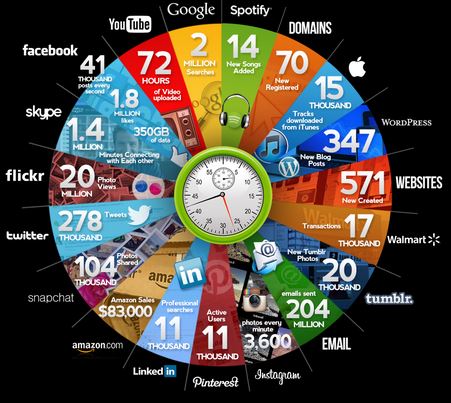 Google
2
MILLION
Searches
Spotify
14
New Songs
Added
DOMAINS
70
New
Registered
15
THOUSAND
Tracks
downloaded
from iTunes
WORDPRESS
347
New Blog
Posts
WEBSITES
571
New Created
Walmart
Transactions
17
THOUSAND
tumblr.
New Tumblr
Photos
20
THOUSAND
EMAIL
emails sent
204
MILLION
Instagram
photos every
minute
3,600
Pinterest
Active
Users
11
THOUSAND
Linked in
in
Professional
searches
11
THOUSAND
amazon.com
amazon
Amazon Sales
$83,000
snapchat
104
THOUSAND
Photos
Shared
twitter
278
THOUSAND
Tweets
flickr
20
MILLION
Photo
Views
skype
1.4
MILLION
Minutes Connecting
with Each other
facebook
41
THOUSAND
posts every
second
1.8
MILLION
likes
350GB
of data
YouTube
72
HOURS
of Video
uploaded